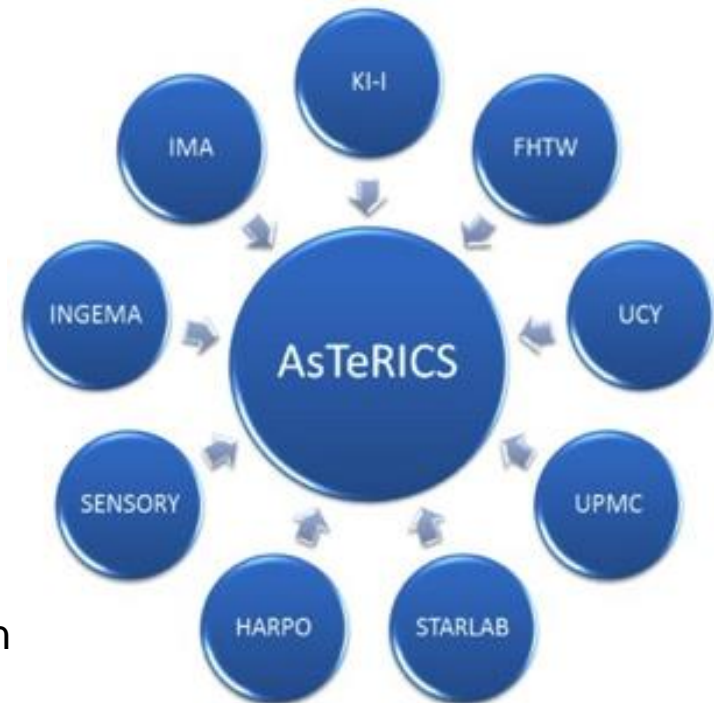 KI-I
IMA
FHTW
INGEMA
AsTeRICS
UCY
SENSORY
UPMC
HARPO
STARLAB